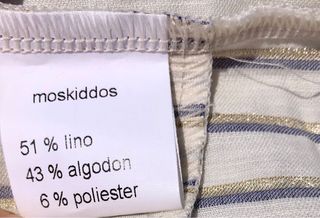 moskiddos
51 % lino
43 % algodon
6 % poliester